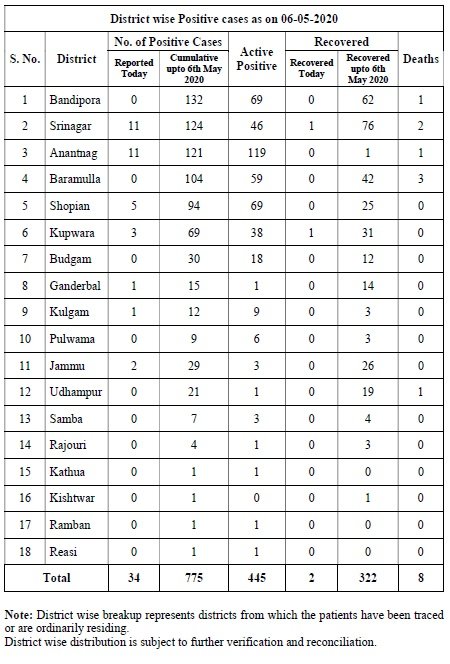 District wise Positive cases as on 06-05-2020
S. No. District No. of Positive Cases Active Positive Recovered Deaths
Reported Today Cumulative upto 6th May 2020 Recovered Today Recovered upto 6th May 2020
1 Bandipora 0 132 69 0 62 1
2 Srinagar 11 124 46 1 76 2
3 Anantnag 11 121 119 0 1 1
4 Baramulla 0 104 59 0 42 3
5 Shopian 5 94 69 0 25 0
6 Kupwara 3 69 38 1 31 0
7 Budgam 0 30 18 0 12 0
8 Ganderbal 1 15 1 0 14 0
9 Kulgam 1 12 9 0 3 0
10 Pulwama 0 9 6 0 3 0
11 Jammu 2 29 3 0 26 0
12 Udhampur 0 21 1 0 19 1
13 Samba 0 7 3 0 4 0
14 Rajouri 0 4 1 0 3 0
15 Kathua 0 1 1 0 0 0
16 Kishtwar 0 1 0 0 1 0
17 Ramban 0 1 1 0 0 0
18 Reasi 0 1 1 0 0 0
Total 34 775 445 2 322 8
Note: District wise breakup represents districts from which the patients have been traced
or are ordinarily residing.
District wise distribution is subject to further verification and reconciliation.